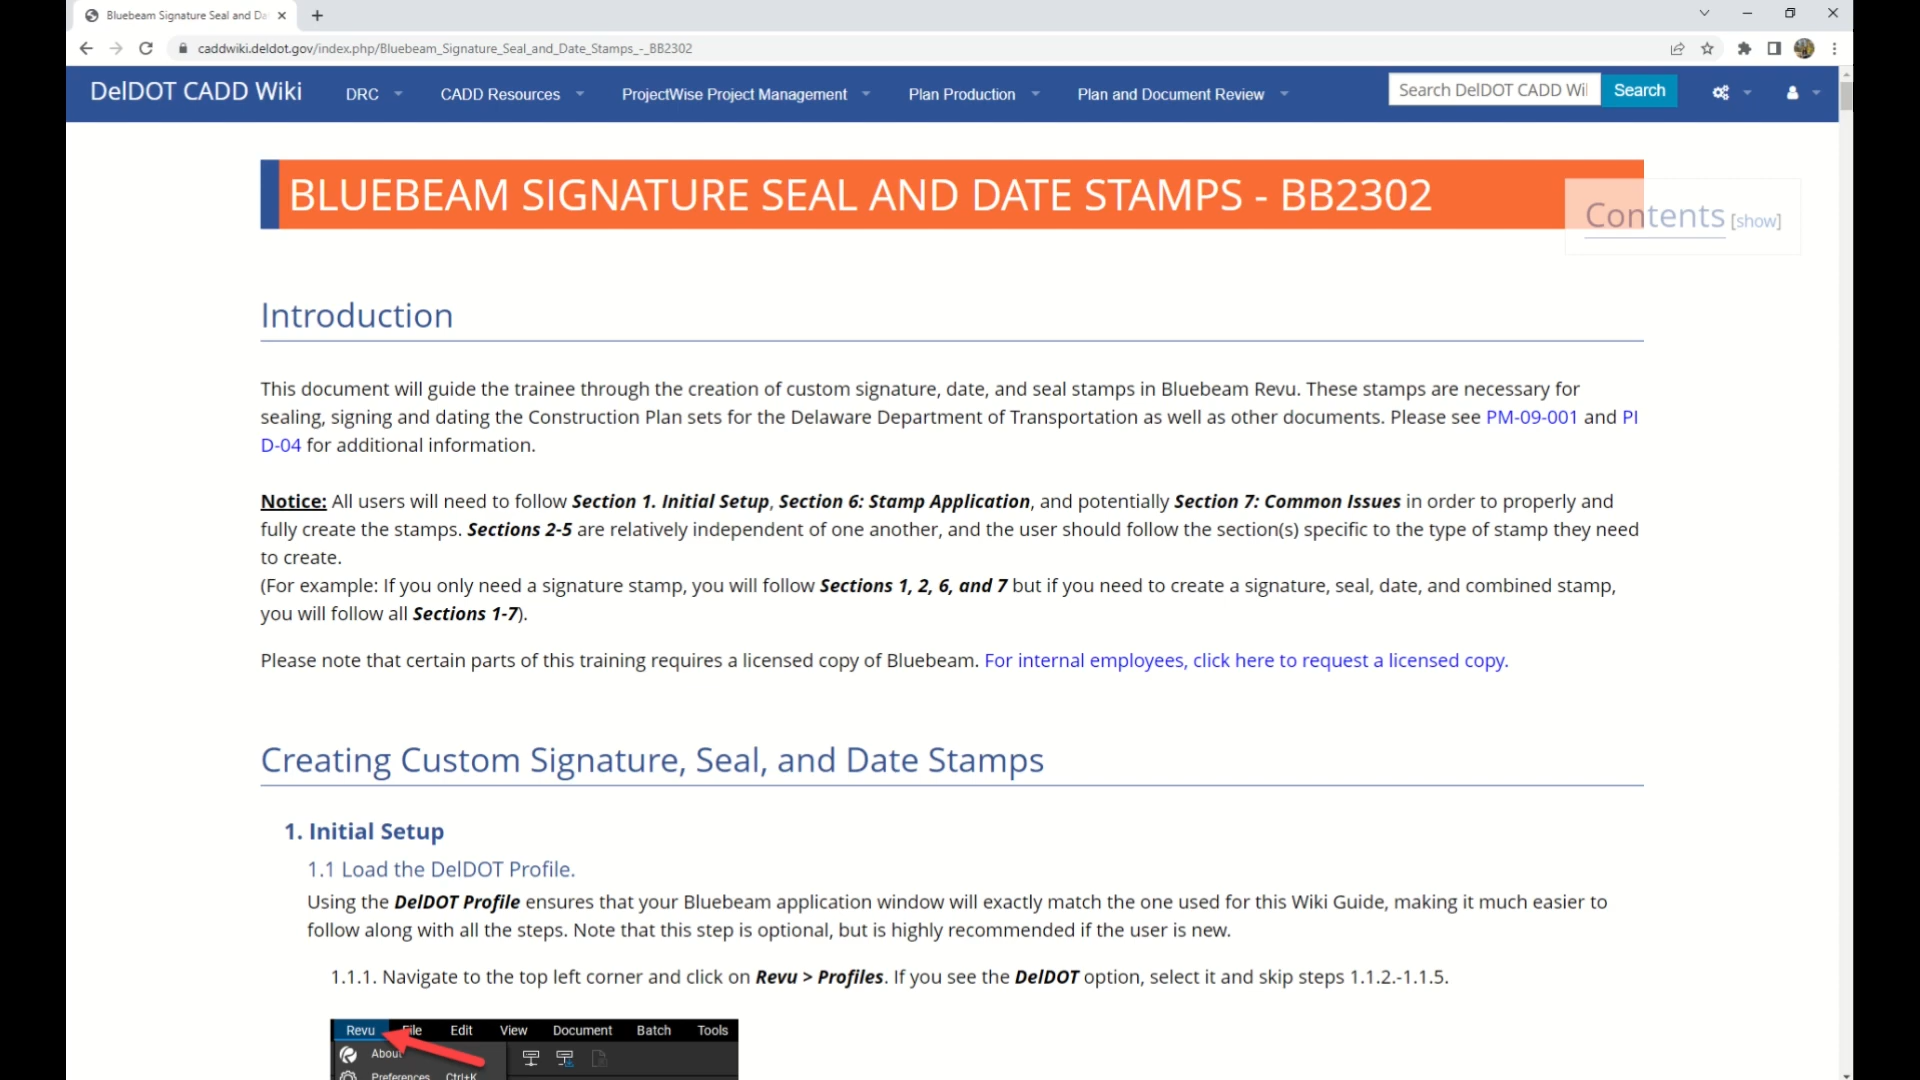 Bluebeam Signature Seal and Da
caddwiki.deldot.gov/index.php/Bluebeam_Signature_Seal_and_Date_Stamps_-_BB2302
DelDOT CADD Wiki DRC CADD Resources ProjectWise Project Management Plan Production Plan and Document Review Search DelDOT CADD Wi Search
BLUEBEAM SIGNATURE SEAL AND DATE STAMPS - BB2302
Contents [show]
Introduction
This document will guide the trainee through the creation of custom signature, date, and seal stamps in Bluebeam Revu. These stamps are necessary for
sealing, signing and dating the Construction Plan sets for the Delaware Department of Transportation as well as other documents. Please see PM-09-001 and PI
D-04 for additional information.
Notice: All users will need to follow Section 1. Initial Setup, Section 6: Stamp Application, and potentially Section 7: Common Issues in order to properly and
fully create the stamps. Sections 2-5 are relatively independent of one another, and the user should follow the section(s) specific to the type of stamp they need
to create.
(For example: If you only need a signature stamp, you will follow Sections 1, 2, 6, and 7 but if you need to create a signature, seal, date, and combined stamp,
you will follow all Sections 1-7).
Please note that certain parts of this training requires a licensed copy of Bluebeam. For internal employees, click here to request a licensed copy.
Creating Custom Signature, Seal, and Date Stamps
1. Initial Setup
1.1 Load the DelDOT Profile.
Using the DelDOT Profile ensures that your Bluebeam application window will exactly match the one used for this Wiki Guide, making it much easier to
follow along with all the steps. Note that this step is optional, but is highly recommended if the user is new.
1.1.1. Navigate to the top left corner and click on Revu > Profiles. If you see the DelDOT option, select it and skip steps 1.1.2.-1.1.5.
Revu File Edit View Document Batch Tools
About
Preferences Ctrl+K